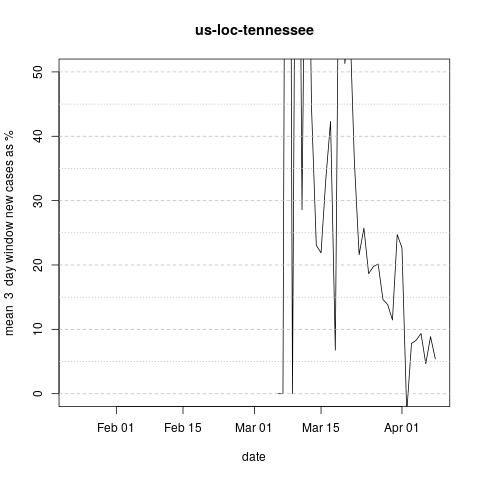 us-loc-tennessee
mean 3 day window new cases as %
50
40
30
20
10
0
Feb 01 Feb 15 Mar 01 Mar 15 Apr 01
date